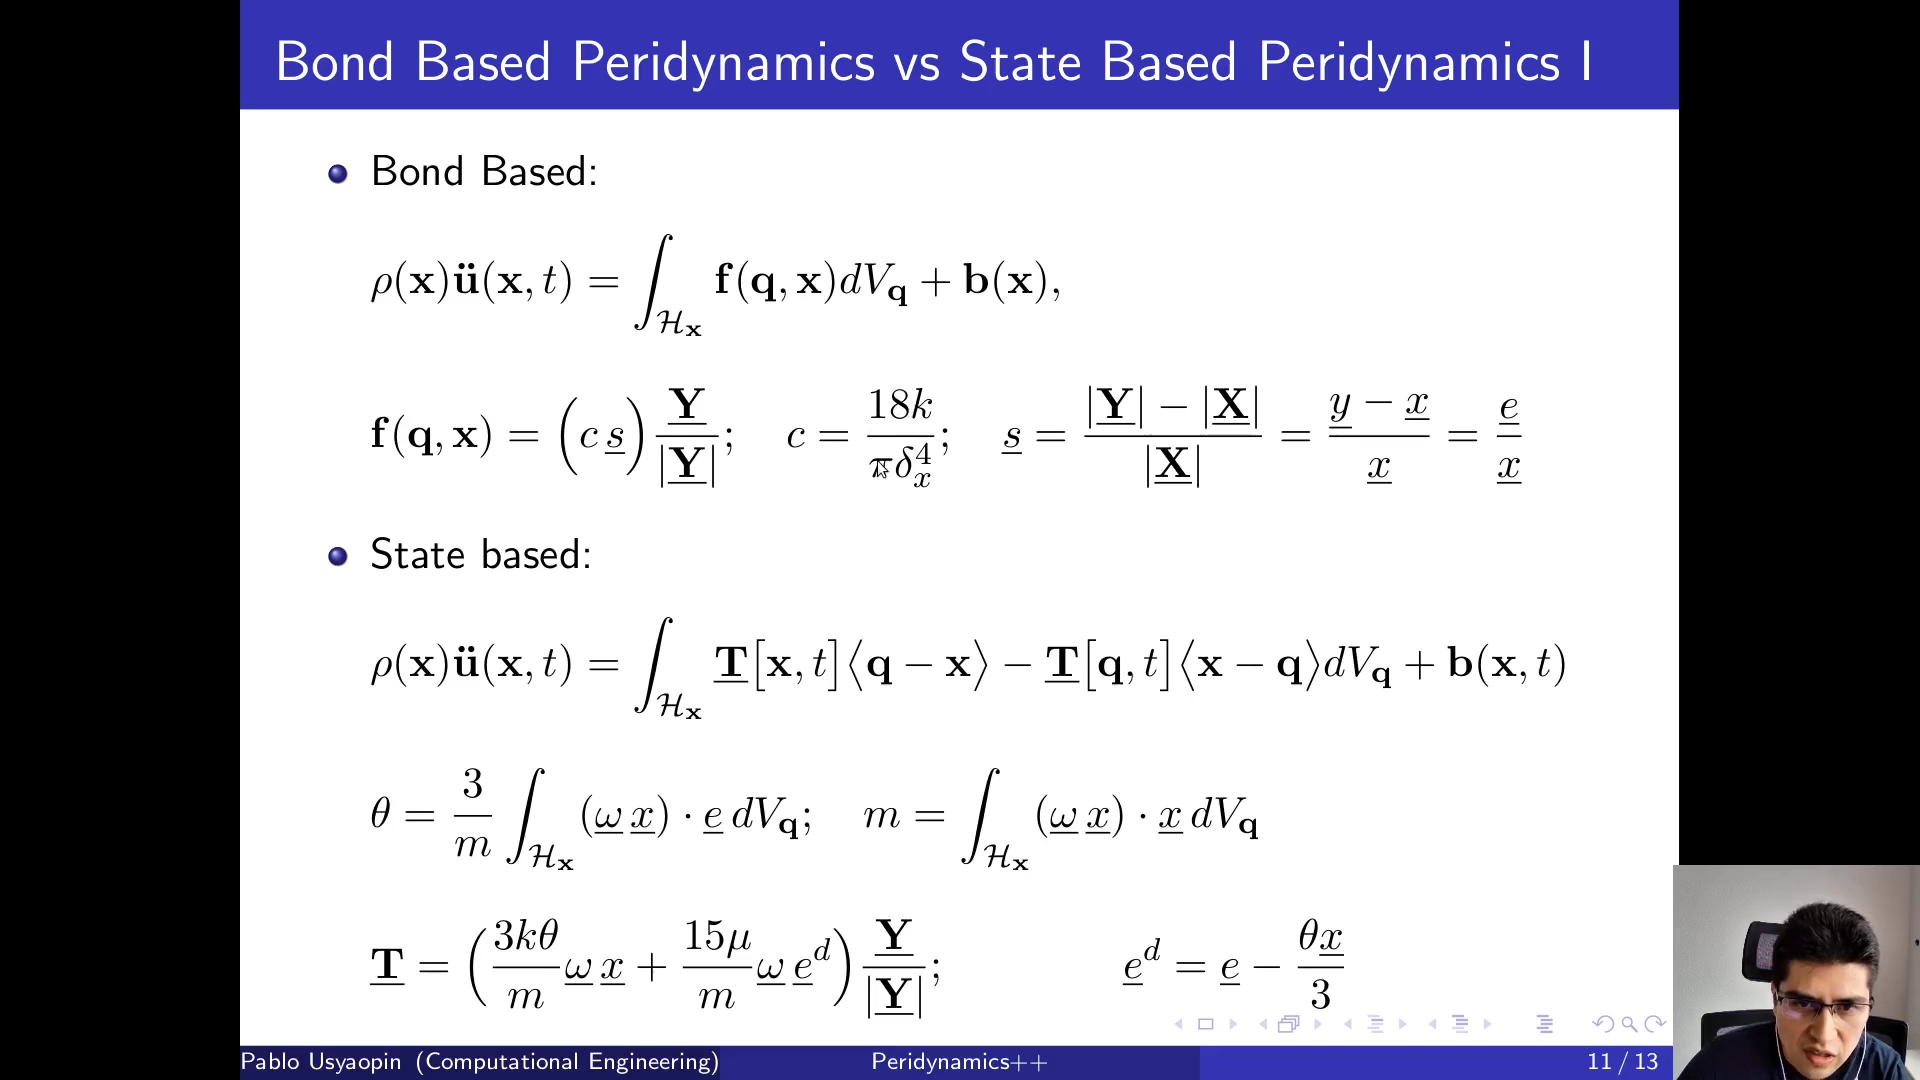 Bond Based Peridynamics vs State Based Peridynamics I
Bond Based:
ρ(𝐱)𝐮̈(𝐱, t) = ∫_{ℋ_𝐱} 𝐟(𝐪, 𝐱)dV_𝐪 + 𝐛(𝐱),
𝐟(𝐪, 𝐱) = (c s̲) 𝐘̲/|𝐘̲|; c = 18k/πδ_x^4; s̲ = (|𝐘̲| − |𝐗̲|)/|𝐗̲| = (y̲ − x̲)/x̲ = e̲/x̲
State based:
ρ(𝐱)𝐮̈(𝐱, t) = ∫_{ℋ_𝐱} 𝐓̲[𝐱, t]⟨𝐪 − 𝐱⟩ − 𝐓̲[𝐪, t]⟨𝐱 − 𝐪⟩dV_𝐪 + 𝐛(𝐱, t)
θ = 3/m ∫_{ℋ_𝐱} (ω̲ x̲) · e̲ dV_𝐪; m = ∫_{ℋ_𝐱} (ω̲ x̲) · x̲ dV_𝐪
𝐓̲ = (3kθ/m ω̲ x̲ + 15μ/m ω̲ e̲^d) 𝐘̲/|𝐘̲|; e̲^d = e̲ − θx̲/3
Pablo Usyaopin (Computational Engineering) Peridynamics++ 11 / 13